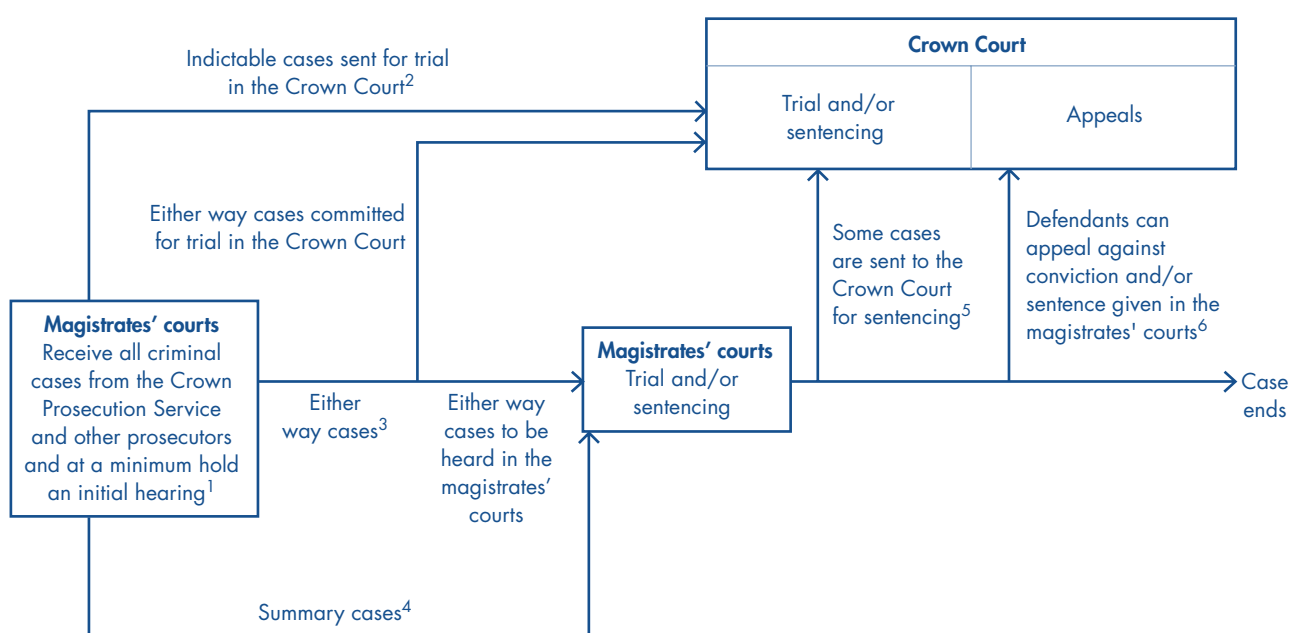 Crown Court
Trial and/or
sentencing
Appeals
Indictable cases sent for trial
in the Crown Court2
Either way cases committed
for trial in the Crown Court
Some cases
are sent to the
Crown Court
for sentencing5
Defendants can
appeal against
conviction and/or
sentence given in the
magistrates' courts6
Magistrates’ courts
Receive all criminal
cases from the Crown
Prosecution Service
and other prosecutors
and at a minimum hold
an initial hearing1
Either
way cases3
Either way
cases to be
heard in the
magistrates’
courts
Magistrates’ courts
Trial and/or
sentencing
Case
ends
Summary cases4